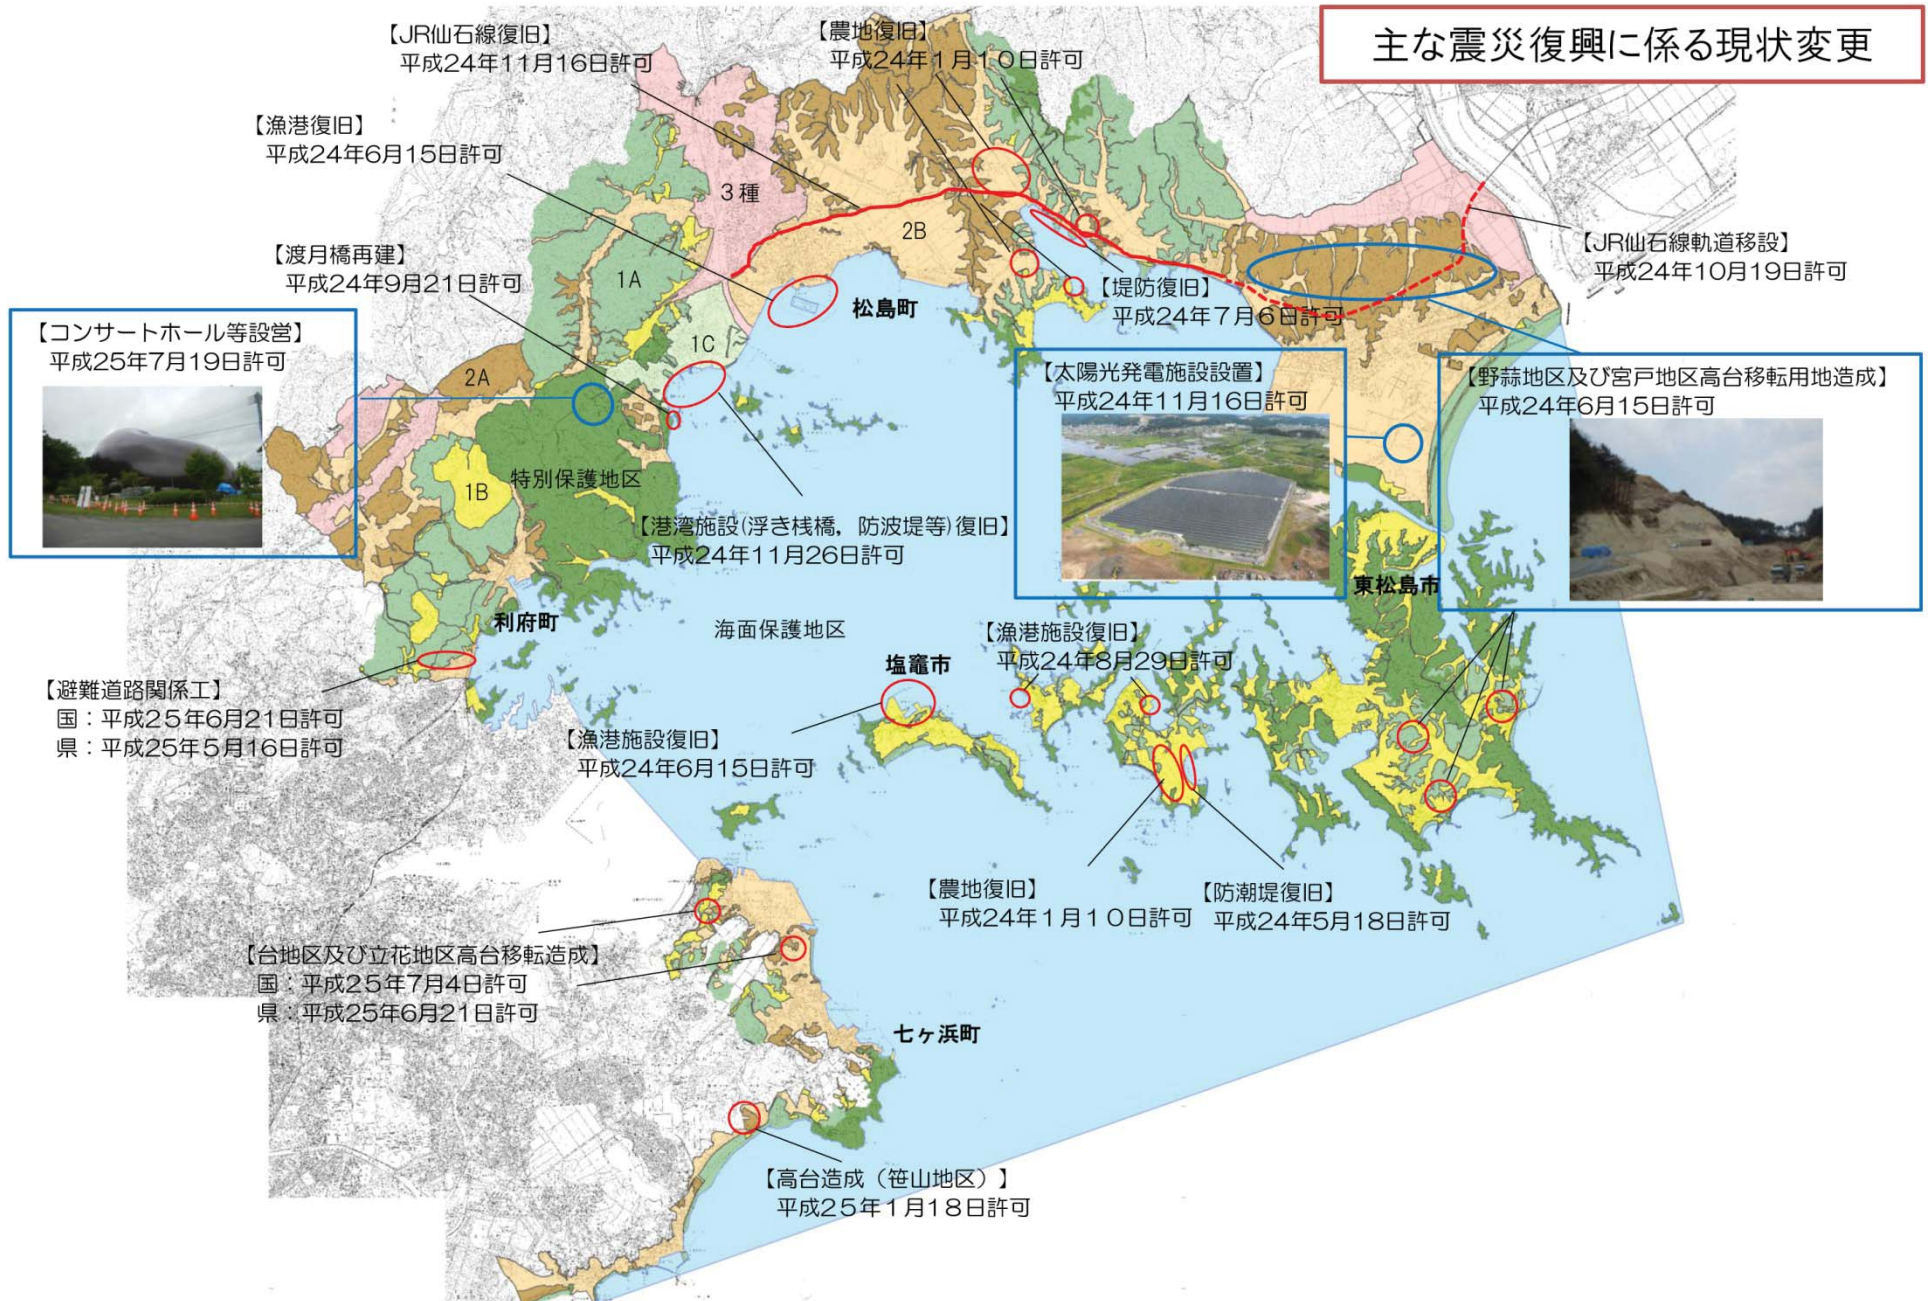 主な震災復興に係る現状変更
【JR仙石線復旧】
平成24年11月16日許可
【農地復旧】
平成24年1月10日許可
【漁港復旧】
平成24年6月15日許可
3種
2B
【JR仙石線軌道移設】
平成24年10月19日許可
【渡月橋再建】
平成24年9月21日許可
1A
【堤防復旧】
平成24年7月6日許可
松島町
【コンサートホール等設営】
平成25年7月19日許可
1C
2A
【太陽光発電施設設置】
平成24年11月16日許可
【野蒜地区及び宮戸地区高台移転用地造成】
平成24年6月15日許可
特別保護地区
1B
【港湾施設(浮き桟橋，防波堤等)復旧】
平成24年11月26日許可
東松島市
利府町
海面保護地区
【漁港施設復旧】
平成24年8月29日許可
塩竈市
【避難道路関係工】
国：平成25年6月21日許可
県：平成25年5月16日許可
【漁港施設復旧】
平成24年6月15日許可
【農地復旧】
平成24年1月10日許可
【防潮堤復旧】
平成24年5月18日許可
【台地区及び立花地区高台移転造成】
国：平成25年7月4日許可
県：平成25年6月21日許可
七ヶ浜町
【高台造成（笹山地区）】
平成25年1月18日許可